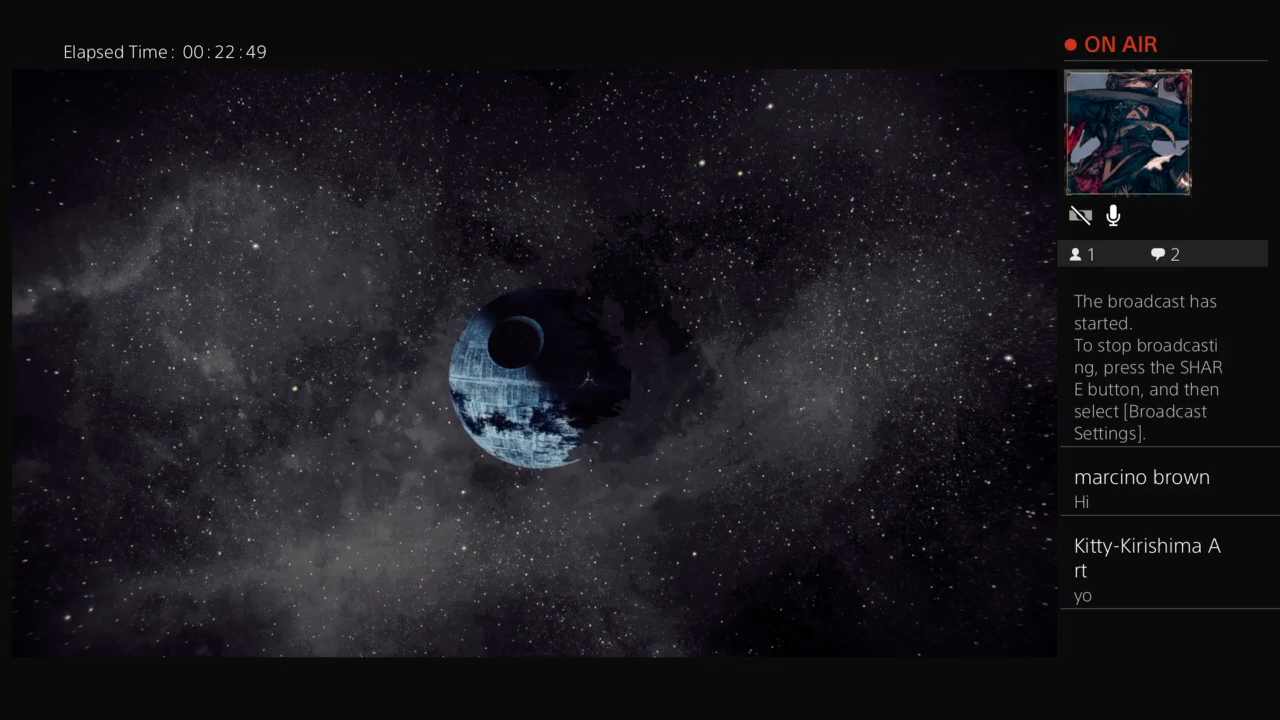 Elapsed Time: 00:22:49
ON AIR
1 2
The broadcast has
started.
To stop broadcasti
ng, press the SHAR
E button, and then
select [Broadcast
Settings].
marcino brown
Hi
Kitty-Kirishima A
rt
yo